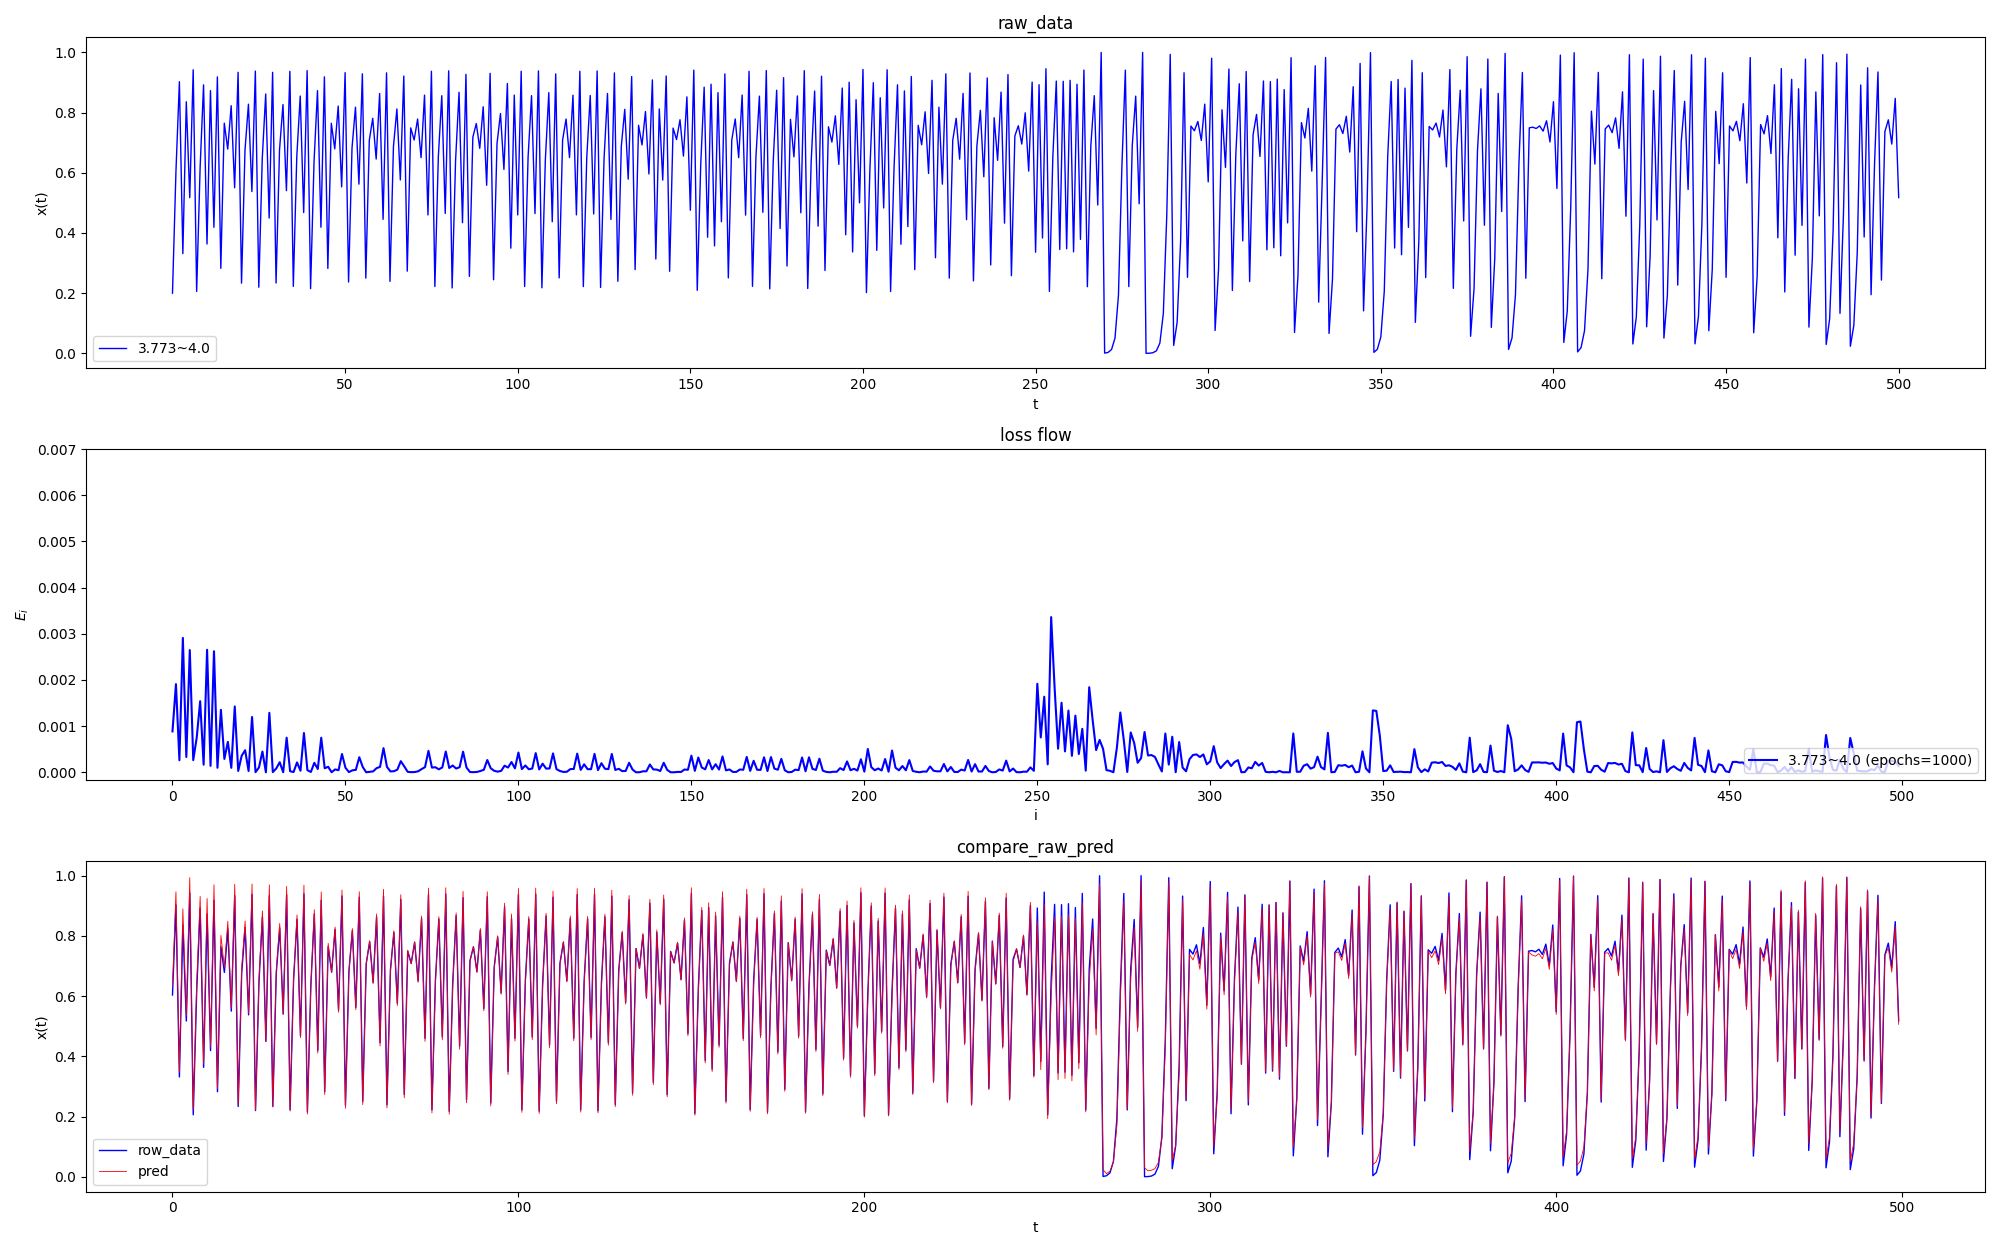 raw_data
1.0
0.8
0.6
0.4
0.2
0.0
x(t)
3.773~4.0
50 100 150 200 250 300 350 400 450 500
t
loss flow
0.007
0.006
0.005
0.004
0.003
0.002
0.001
0.000
E_i
3.773~4.0 (epochs=1000)
0 50 100 150 200 250 300 350 400 450 500
i
compare_raw_pred
1.0
0.8
0.6
0.4
0.2
0.0
x(t)
row_data
pred
0 100 200 300 400 500
t